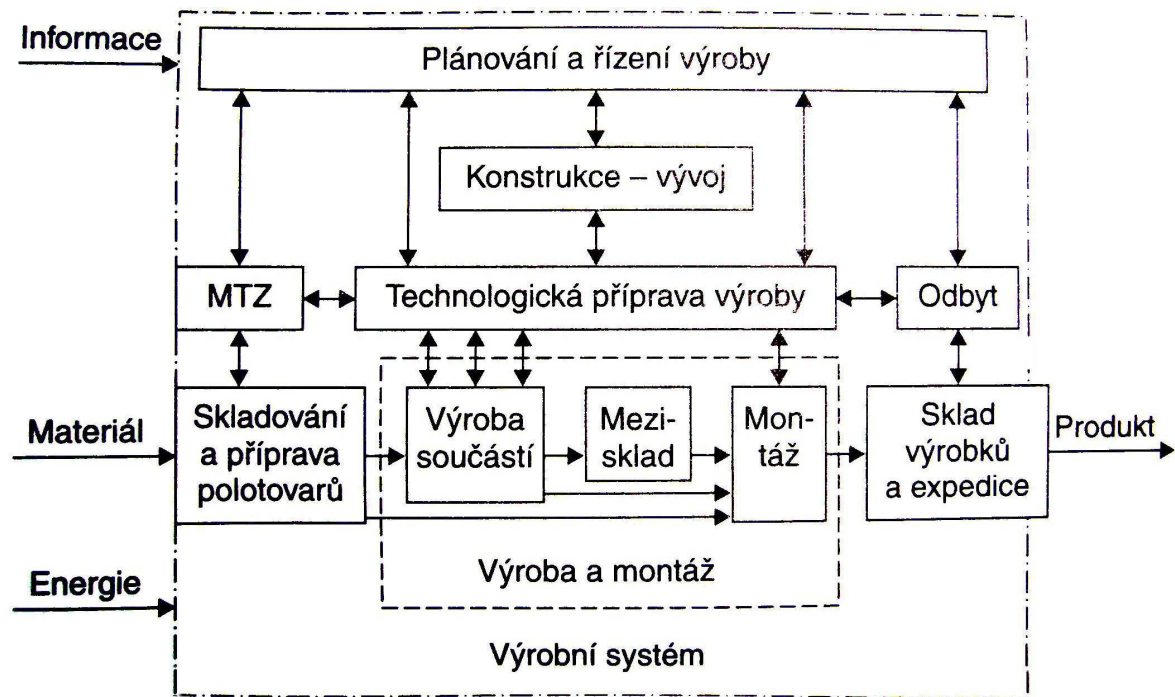 Informace
Plánování a řízení výroby
Konstrukce – vývoj
MTZ
Technologická příprava výroby
Odbyt
Materiál
Skladování
a příprava
polotovarů
Výroba
součástí
Mezi-
sklad
Mon-
táž
Sklad
výrobků
a expedice
Produkt
Výroba a montáž
Energie
Výrobní systém